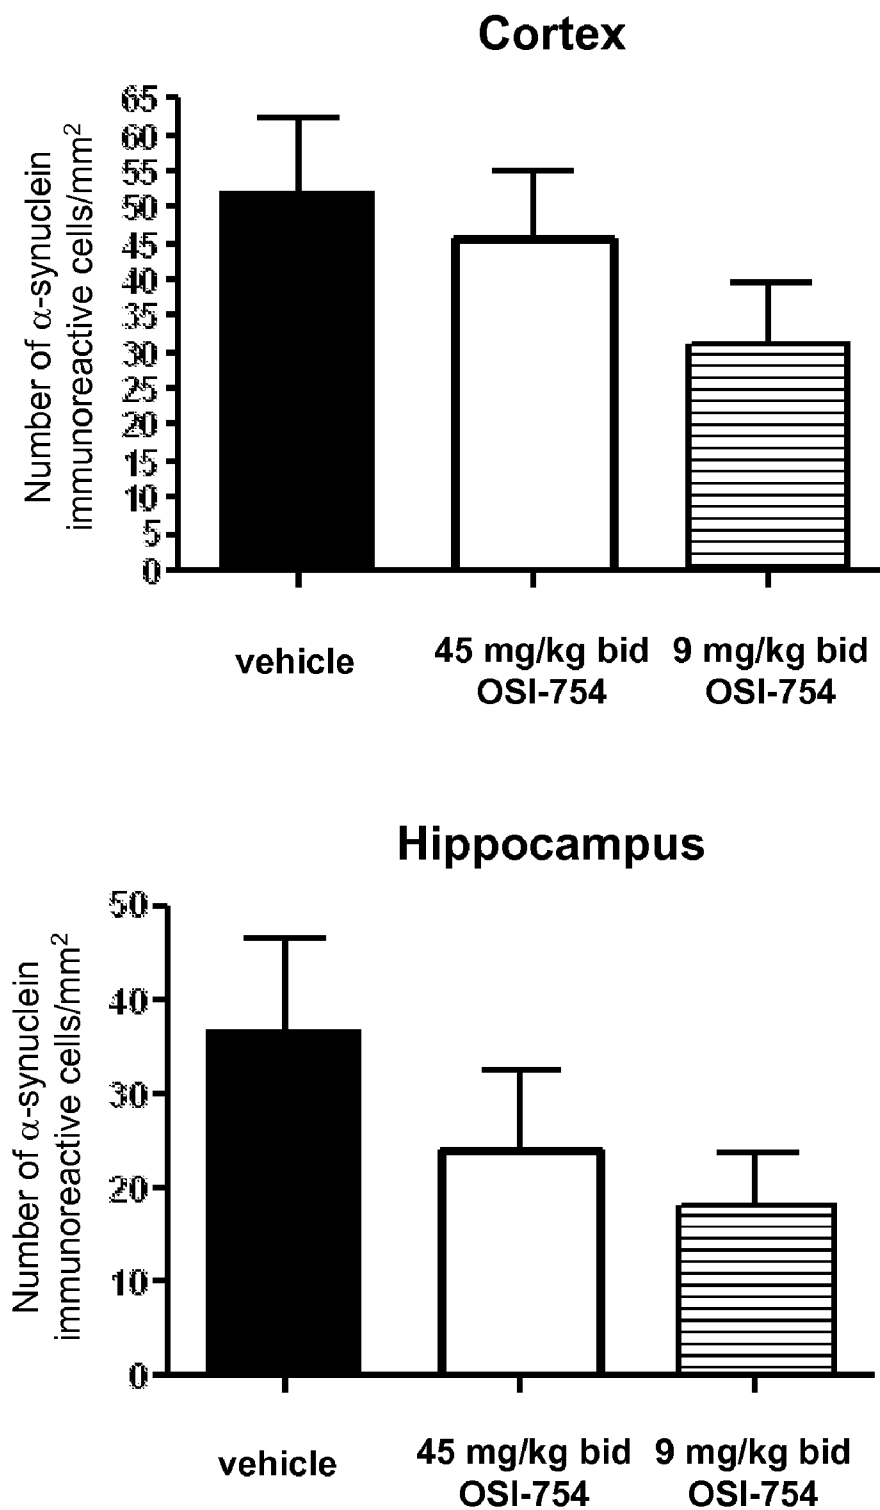 Cortex
Number of α-synuclein
immunoreactive cells/mm²
65
60
55
50
45
40
35
30
25
20
15
10
5
0
vehicle
45 mg/kg bid
OSI-754
9 mg/kg bid
OSI-754
Hippocampus
Number of α-synuclein
immunoreactive cells/mm²
50
40
30
20
10
0
vehicle
45 mg/kg bid
OSI-754
9 mg/kg bid
OSI-754